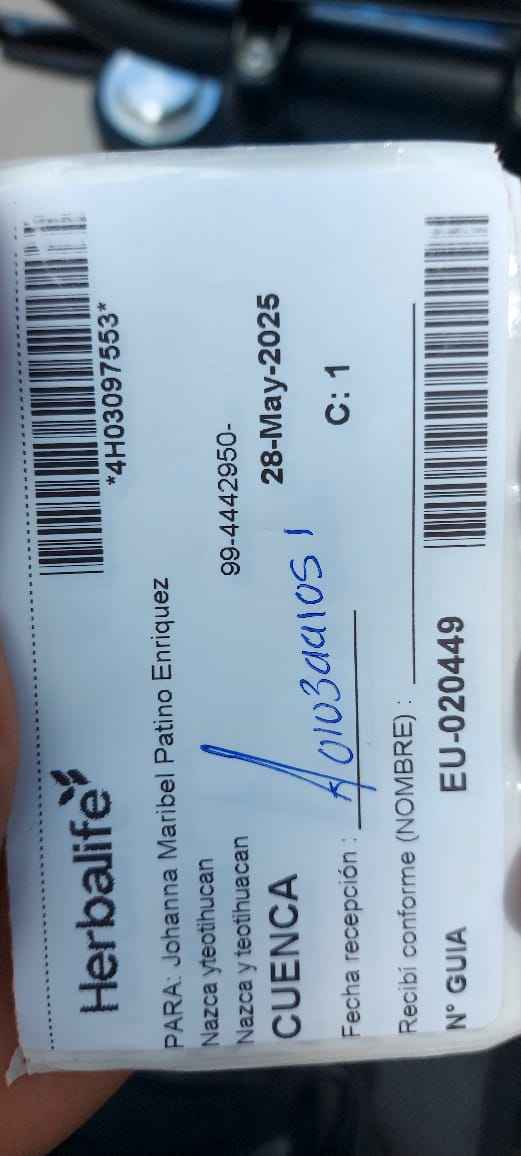 *4H03097553*
Herbalife
PARA: Johanna Maribel Patino Enriquez
Nazca yteotihucan
Nazca y teotihuacan
99-4442950-
CUENCA
28-May-2025
Fecha recepción :
C: 1
Recibí conforme (NOMBRE) :
N° GUIA EU-020449